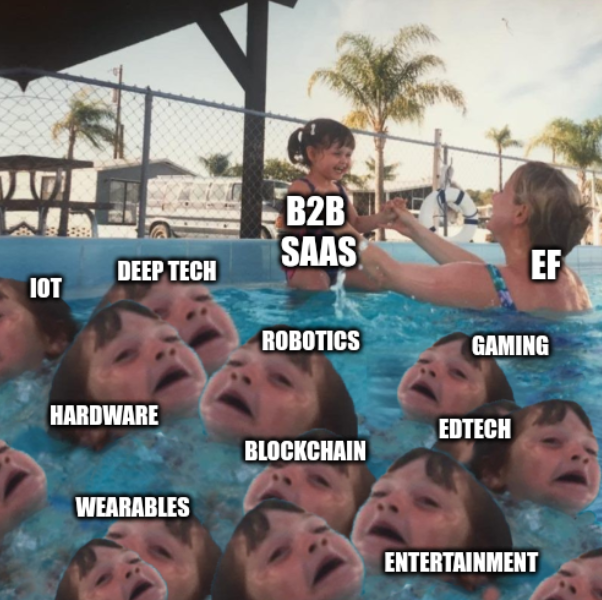 B2B
SAAS
EF
IOT
DEEP TECH
ROBOTICS
GAMING
HARDWARE
EDTECH
BLOCKCHAIN
WEARABLES
ENTERTAINMENT